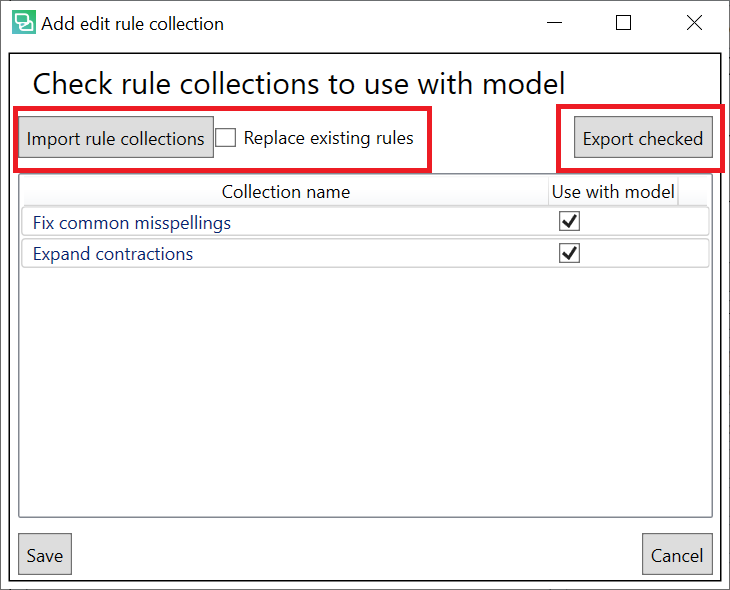 Add edit rule collection
Check rule collections to use with model
Import rule collections Replace existing rules Export checked
Collection name Use with model
Fix common misspellings
Expand contractions
Save Cancel